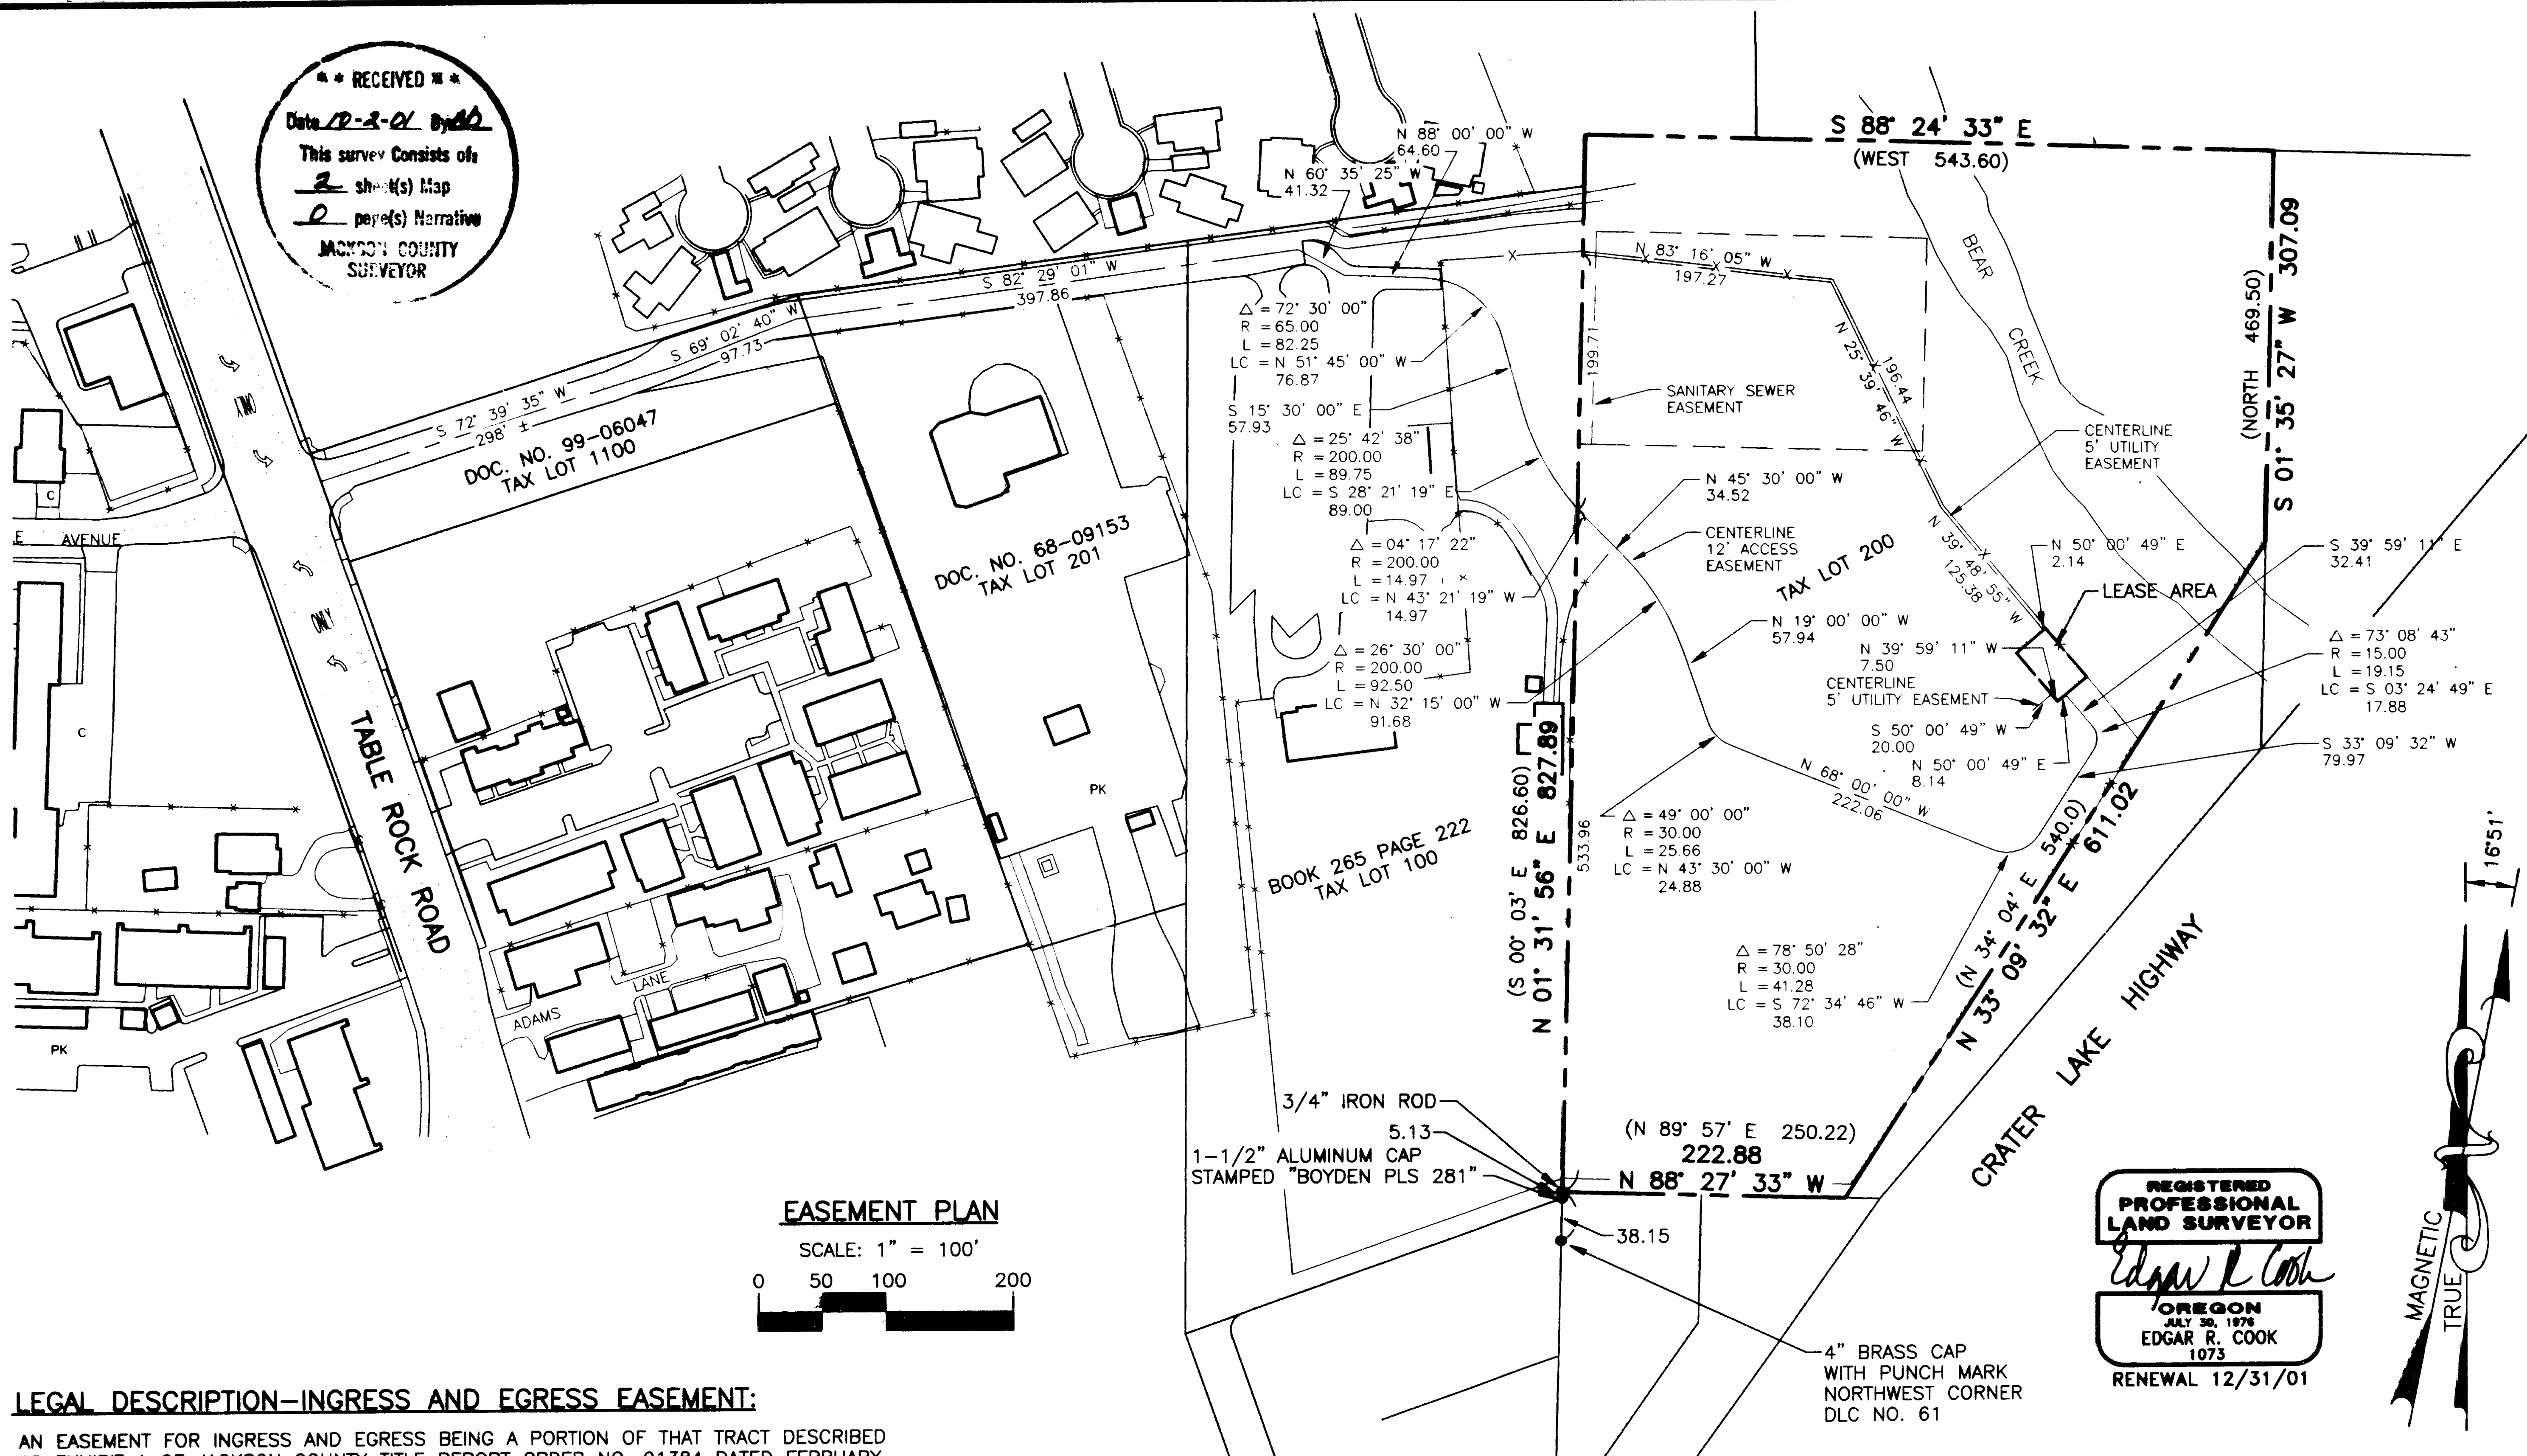 * * RECEIVED * *
Date 10-2-01 By
This survey Consists of:
2 sheet(s) Map
0 page(s) Narrative
JACKSON COUNTY
SURVEYOR
N 88° 00' 00" W
64.60
N 60° 35' 25" W
41.32
S 88° 24' 33" E
(WEST 543.60)
S 82° 29' 01" W
397.86
S 69° 02' 40" W
97.73
S 72° 39' 35" W
298' ±
DOC. NO. 99-06047
TAX LOT 1100
DOC. NO. 68-09153
TAX LOT 201
E AVENUE
C
C
ONLY
ONLY
TABLE ROCK ROAD
ADAMS LANE
PK
PK
BOOK 265 PAGE 222
TAX LOT 100
Δ = 72° 30' 00"
R = 65.00
L = 82.25
LC = N 51° 45' 00" W
76.87
S 15° 30' 00" E
57.93
Δ = 25° 42' 38"
R = 200.00
L = 89.75
LC = S 28° 21' 19" E
89.00
Δ = 04° 17' 22"
R = 200.00
L = 14.97
LC = N 43° 21' 19" W
14.97
Δ = 26° 30' 00"
R = 200.00
L = 92.50
LC = N 32° 15' 00" W
91.68
N 83° 16' 05" W
197.27
199.71
SANITARY SEWER
EASEMENT
N 25° 39' 46" W
196.44
BEAR
CREEK
(NORTH 469.50)
S 01° 35' 27" W 307.09
CENTERLINE
5' UTILITY
EASEMENT
N 45° 30' 00" W
34.52
CENTERLINE
12' ACCESS
EASEMENT
TAX LOT 200
N 39° 48' 55" W
125.38
N 50° 00' 49" E
2.14
LEASE AREA
S 39° 59' 11" E
32.41
N 19° 00' 00" W
57.94
N 39° 59' 11" W
7.50
CENTERLINE
5' UTILITY EASEMENT
S 50° 00' 49" W
20.00
N 50° 00' 49" E
8.14
Δ = 73° 08' 43"
R = 15.00
L = 19.15
LC = S 03° 24' 49" E
17.88
S 33° 09' 32" W
79.97
N 68° 00' 00" W
222.06
Δ = 49° 00' 00"
R = 30.00
L = 25.66
LC = N 43° 30' 00" W
24.88
533.96
(S 00° 03' E 826.60)
N 01° 31' 56" E 827.89
Δ = 78° 50' 28"
R = 30.00
L = 41.28
LC = S 72° 34' 46" W
38.10
(N 34° 04' E 540.0)
N 33° 09' 32" E 611.02
CRATER LAKE HIGHWAY
3/4" IRON ROD
5.13
1-1/2" ALUMINUM CAP
STAMPED "BOYDEN PLS 281"
(N 89° 57' E 250.22)
222.88
N 88° 27' 33" W
38.15
4" BRASS CAP
WITH PUNCH MARK
NORTHWEST CORNER
DLC NO. 61
16°51'
MAGNETIC
TRUE
REGISTERED
PROFESSIONAL
LAND SURVEYOR
Edgar R Cook
OREGON
JULY 30, 1976
EDGAR R. COOK
1073
RENEWAL 12/31/01
EASEMENT PLAN
SCALE: 1" = 100'
0 50 100 200
LEGAL DESCRIPTION-INGRESS AND EGRESS EASEMENT:
AN EASEMENT FOR INGRESS AND EGRESS BEING A PORTION OF THAT TRACT DESCRIBED